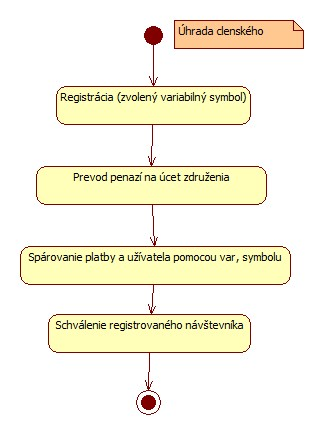 Úhrada clenského
Registrácia (zvolený variabilný symbol)
Prevod penazí na úcet združenia
Spárovanie platby a užívatela pomocou var, symbolu
Schválenie registrovaného návštevníka